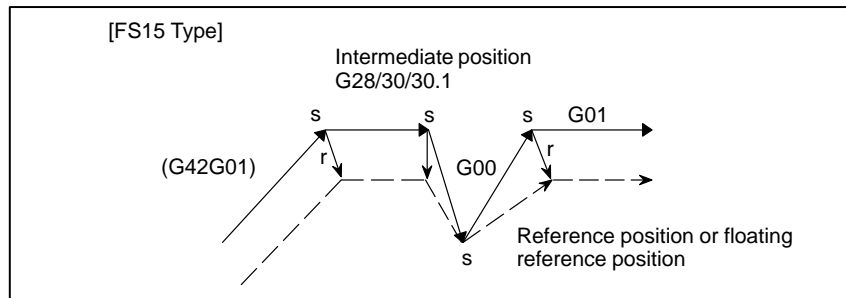 [FS15 Type]
Intermediate position
G28/30/30.1
s
s
s
G01
(G42G01)
r
G00
r
s
Reference position or floating
reference position